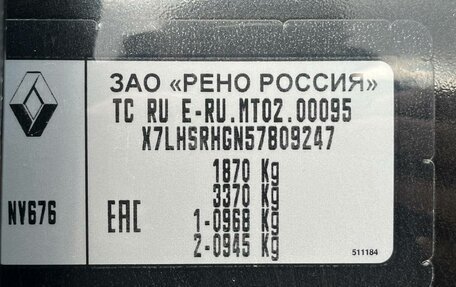 ЗАО «РЕНО РОССИЯ»
TC RU E-RU.MT02.00095
X7LHSRHGN57809247
1870 Kg
3370 Kg
1-0968 Kg
2-0945 Kg
NV676
EAC
511184